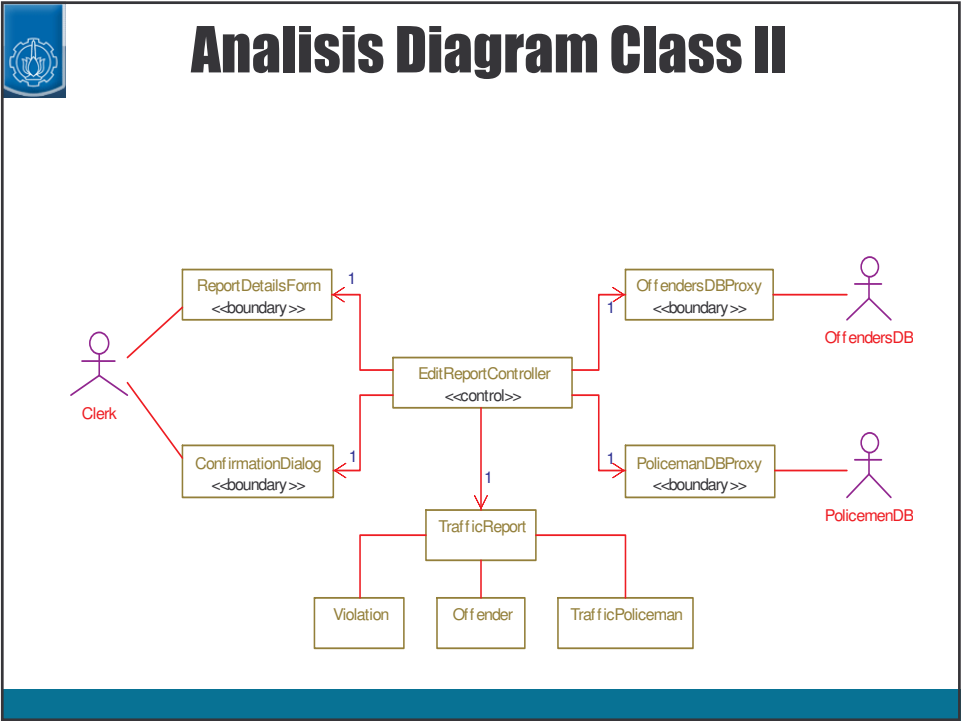 Analisis Diagram Class II
ReportDetailsForm
<<boundary>>
1
OffendersDBProxy
<<boundary>>
1
OffendersDB
EditReportController
<<control>>
Clerk
ConfirmationDialog
<<boundary>>
1
1
PolicemanDBProxy
<<boundary>>
1
PolicemenDB
TrafficReport
Violation
Offender
TrafficPoliceman